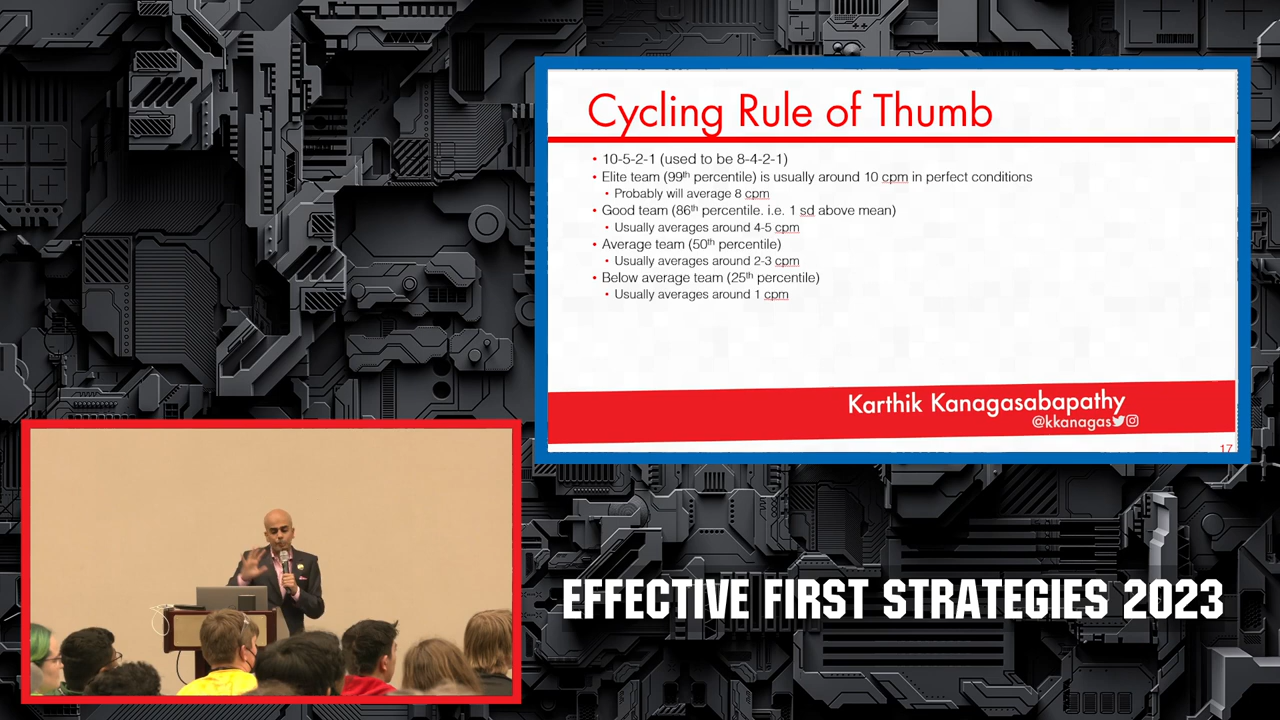 Cycling Rule of Thumb
• 10-5-2-1 (used to be 8-4-2-1)
• Elite team (99th percentile) is usually around 10 cpm in perfect conditions
• Probably will average 8 cpm
• Good team (86th percentile. i.e. 1 sd above mean)
• Usually averages around 4-5 cpm
• Average team (50th percentile)
• Usually averages around 2-3 cpm
• Below average team (25th percentile)
• Usually averages around 1 cpm
Karthik Kanagasabapathy
@kkanagas
17
EFFECTIVE FIRST STRATEGIES 2023